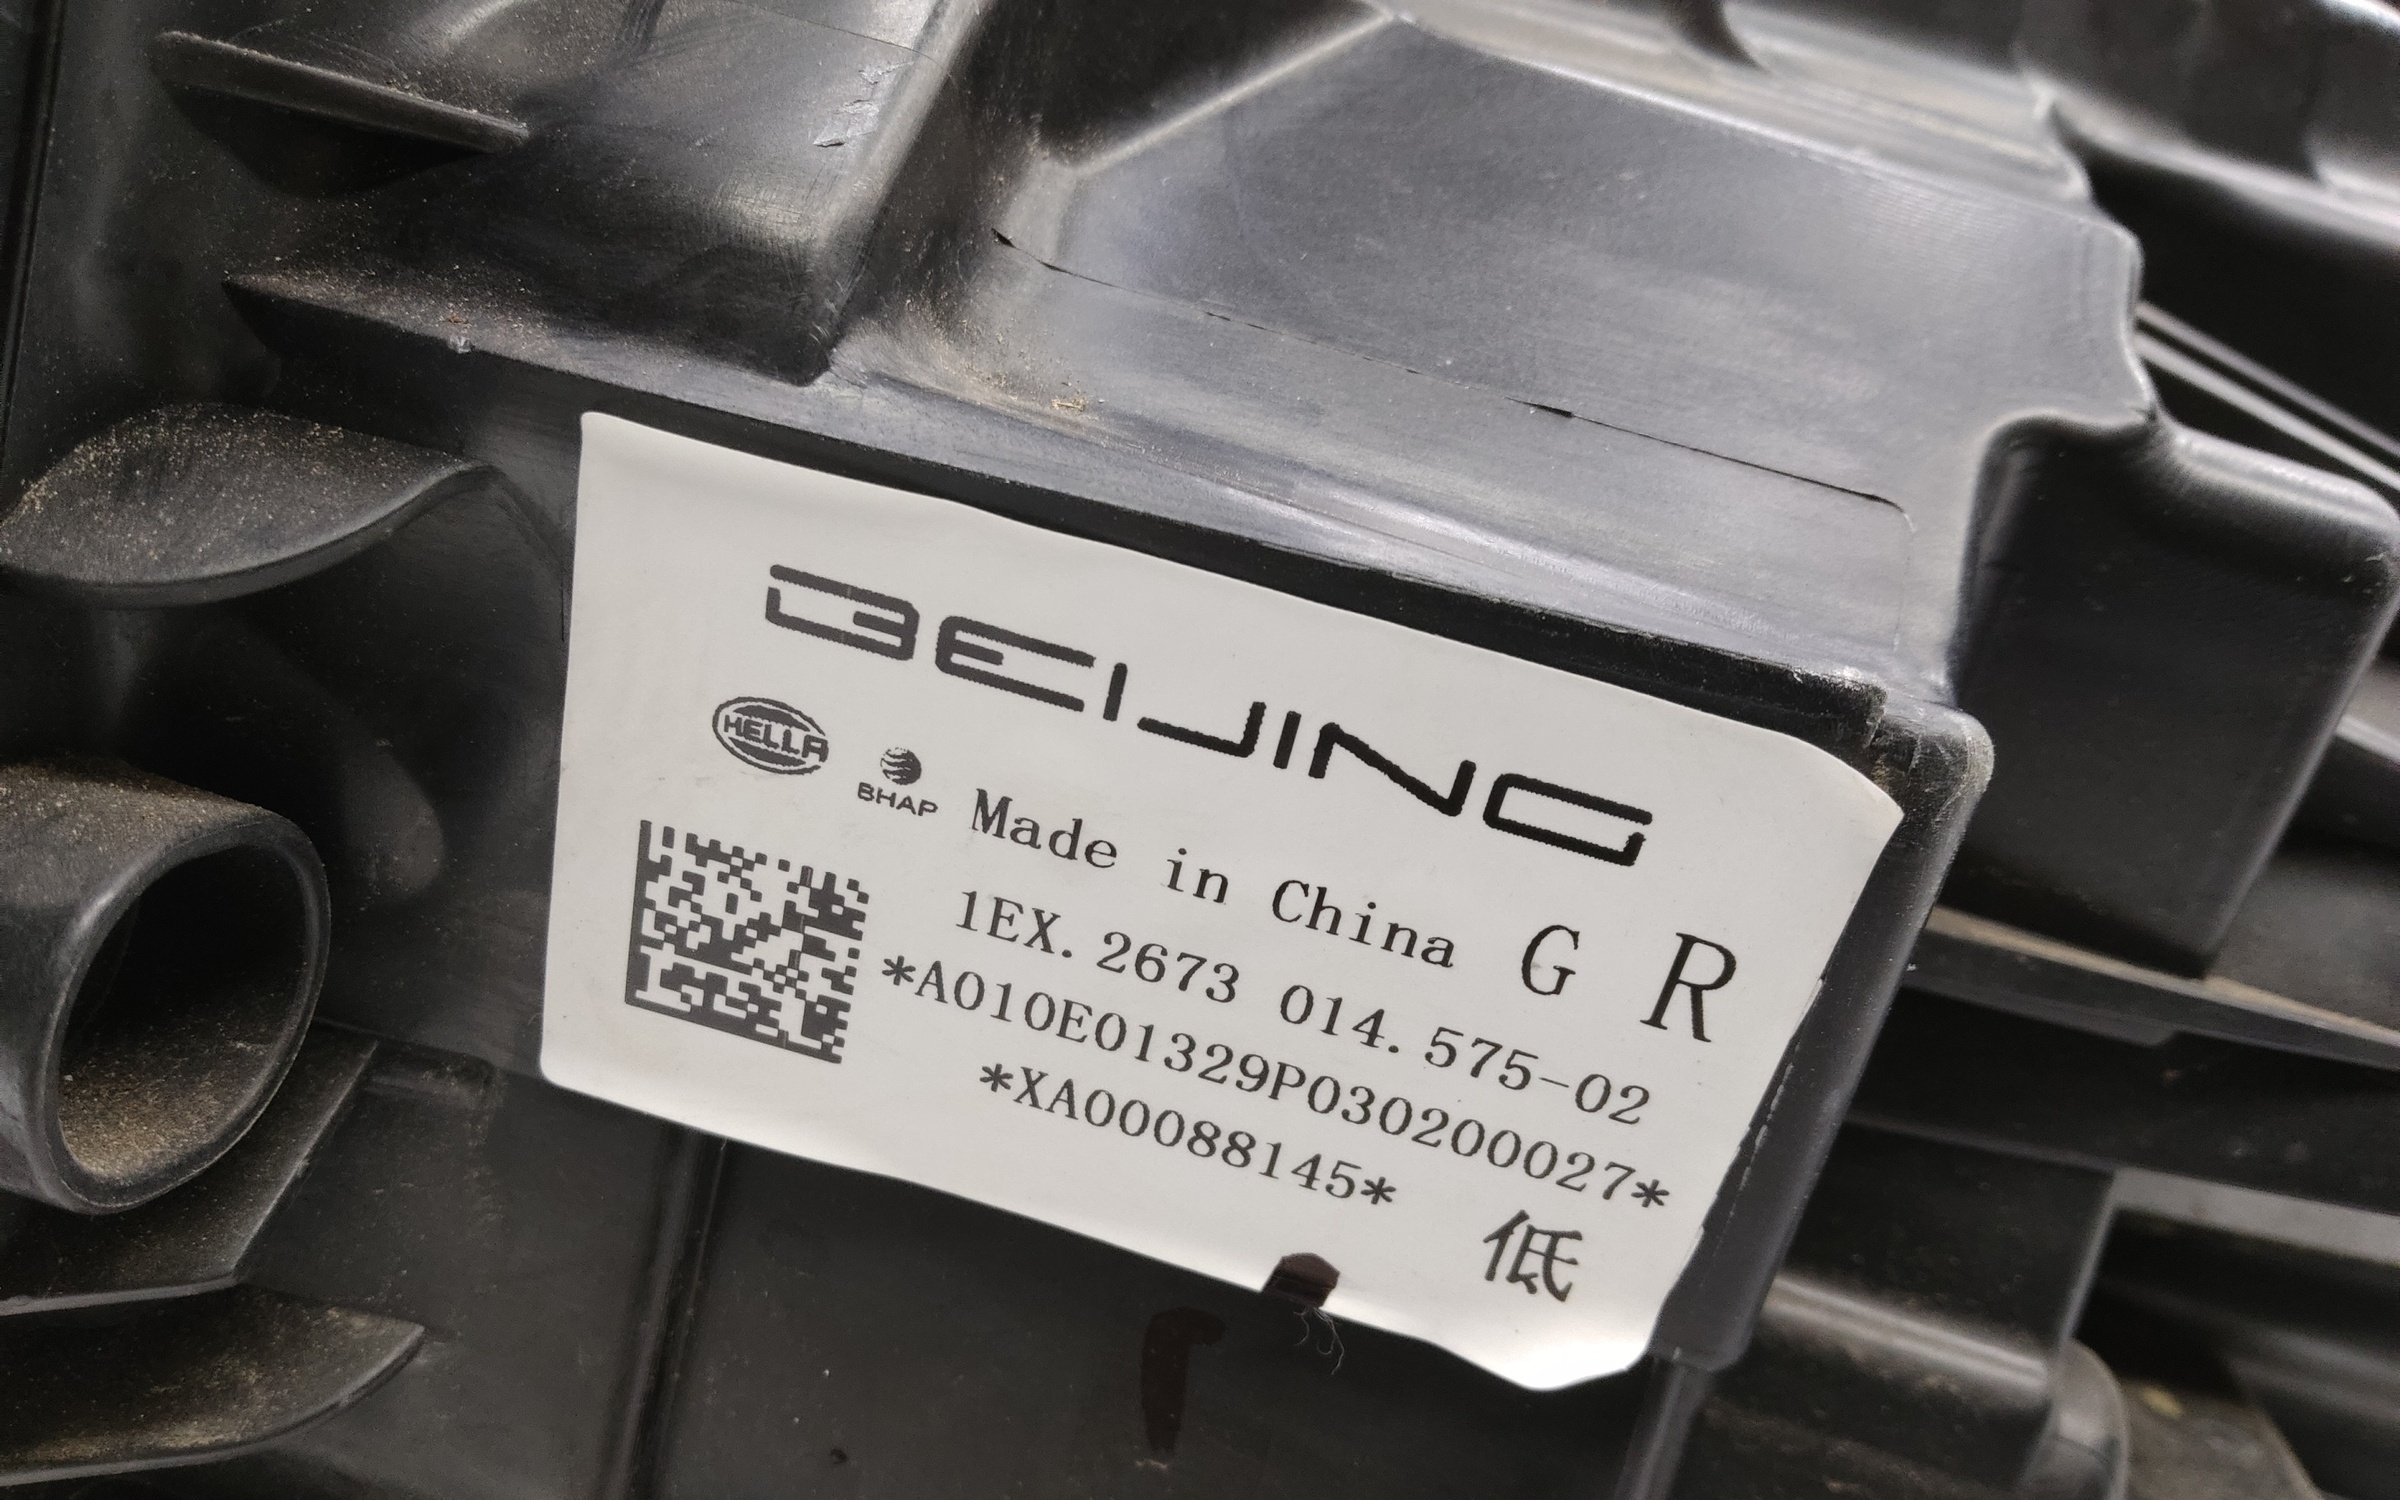 BEIJING
HELLA
BHAP
Made in China G R
1EX.2673 014.575-02
*A010E01329P030200027*
*XA00088145*
低